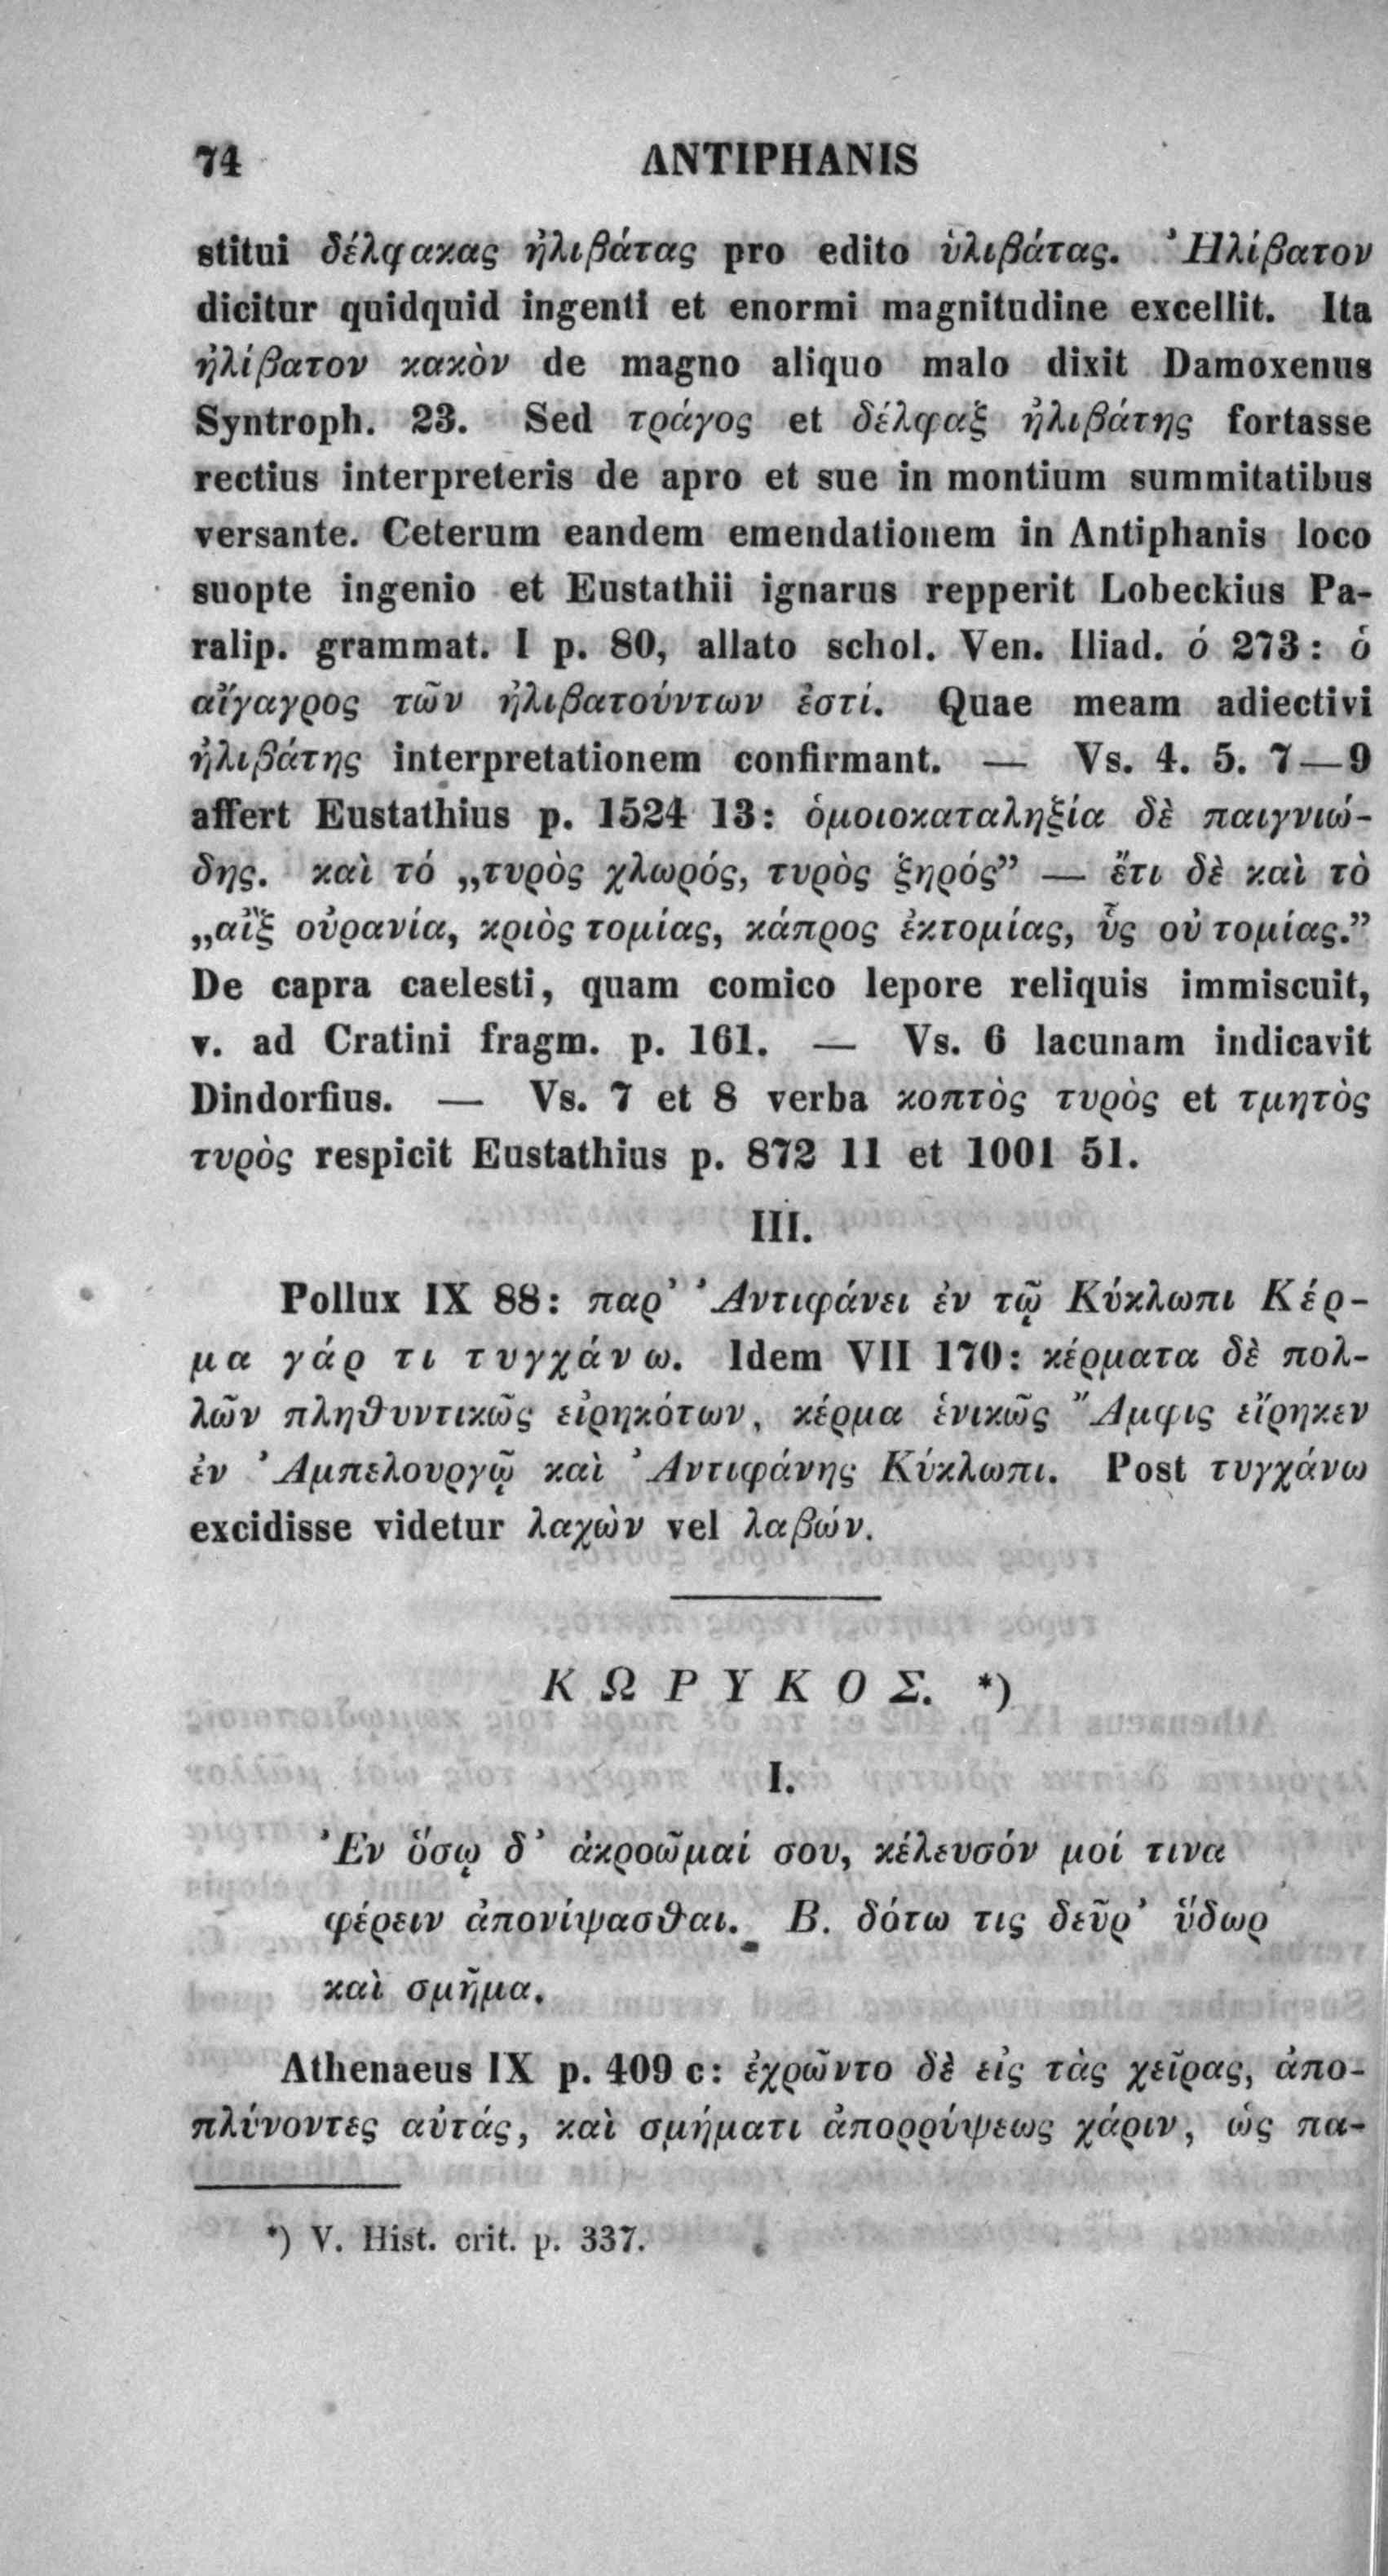 74 ANTIPHANIS
stitui δέλφακας ἠλιβάτας pro edito ὑλιβάτας. Ἠλίβατον
dicitur quidquid ingenti et enormi magnitudine excellit. Ita
ἠλίβατον κακὸν de magno aliquo malo dixit Damoxenus
Syntroph. 23. Sed τράγος et δέλφαξ ἠλιβάτης fortasse
rectius interpreteris de apro et sue in montium summitatibus
versante. Ceterum eandem emendationem in Antiphanis loco
suopte ingenio et Eustathii ignarus repperit Lobeckius Pa-
ralip. grammat. I p. 80, allato schol. Ven. Iliad. ό 273: ὁ
αἴγαγρος τῶν ἠλιβατούντων ἐστί. Quae meam adiectivi
ἠλιβάτης interpretationem confirmant. — Vs. 4. 5. 7—9
affert Eustathius p. 1524 13: ὁμοιοκαταληξία δὲ παιγνιώ-
δης. καὶ τό „τυρὸς χλωρός, τυρὸς ξηρός” — ἔτι δὲ καὶ τὸ
„αἲξ οὐρανία, κριὸς τομίας, κάπρος ἐκτομίας, ὗς οὐ τομίας.”
De capra caelesti, quam comico lepore reliquis immiscuit,
v. ad Cratini fragm. p. 161. — Vs. 6 lacunam indicavit
Dindorfius. — Vs. 7 et 8 verba κοπτὸς τυρὸς et τμητὸς
τυρὸς respicit Eustathius p. 872 11 et 1001 51.
III.
Pollux IX 88: παρ’ Ἀντιφάνει ἐν τῷ Κύκλωπι Κέρ-
μα γάρ τι τυγχάνω. Idem VII 170: κέρματα δὲ πολ-
λῶν πληθυντικῶς εἰρηκότων, κέρμα ἑνικῶς Ἄμφις εἴρηκεν
ἐν Ἀμπελουργῷ καὶ Ἀντιφάνης Κύκλωπι. Post τυγχάνω
excidisse videtur λαχὼν vel λαβών.
ΚΩΡΥΚΟΣ. *)
I.
Ἐν ὅσῳ δ’ ἀκροῶμαί σου, κέλευσόν μοί τινα
φέρειν ἀπονίψασθαι. Β. δότω τις δεῦρ’ ὕδωρ
καὶ σμῆμα.
Athenaeus IX p. 409 c: ἐχρῶντο δὲ εἰς τὰς χεῖρας, ἀπο-
πλύνοντες αὐτάς, καὶ σμήματι ἀπορρύψεως χάριν, ὡς πα-
*) V. Hist. crit. p. 337.